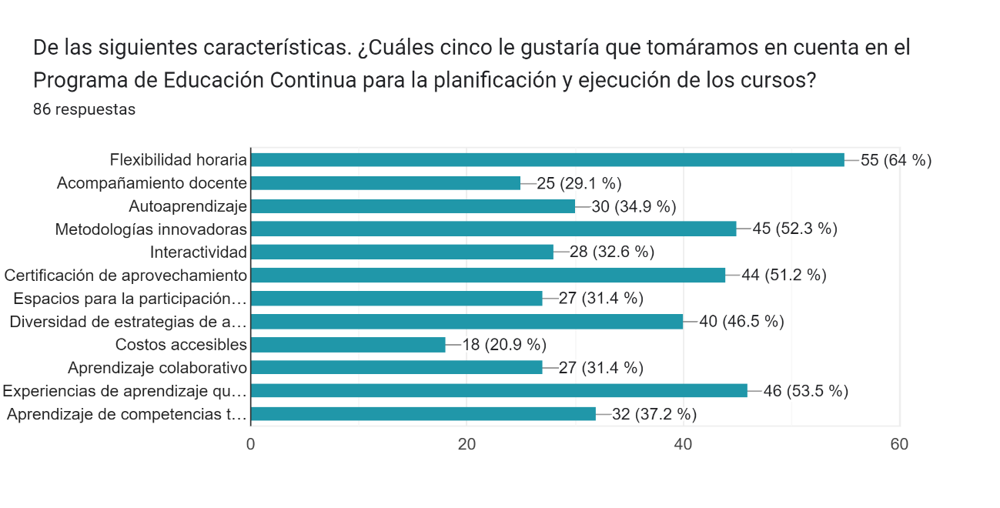 De las siguientes características. ¿Cuáles cinco le gustaría que tomáramos en cuenta en el
Programa de Educación Continua para la planificación y ejecución de los cursos?
86 respuestas
Flexibilidad horaria 55 (64 %)
Acompañamiento docente 25 (29.1 %)
Autoaprendizaje 30 (34.9 %)
Metodologías innovadoras 45 (52.3 %)
Interactividad 28 (32.6 %)
Certificación de aprovechamiento 44 (51.2 %)
Espacios para la participación… 27 (31.4 %)
Diversidad de estrategias de a… 40 (46.5 %)
Costos accesibles 18 (20.9 %)
Aprendizaje colaborativo 27 (31.4 %)
Experiencias de aprendizaje qu… 46 (53.5 %)
Aprendizaje de competencias t… 32 (37.2 %)
0 20 40 60